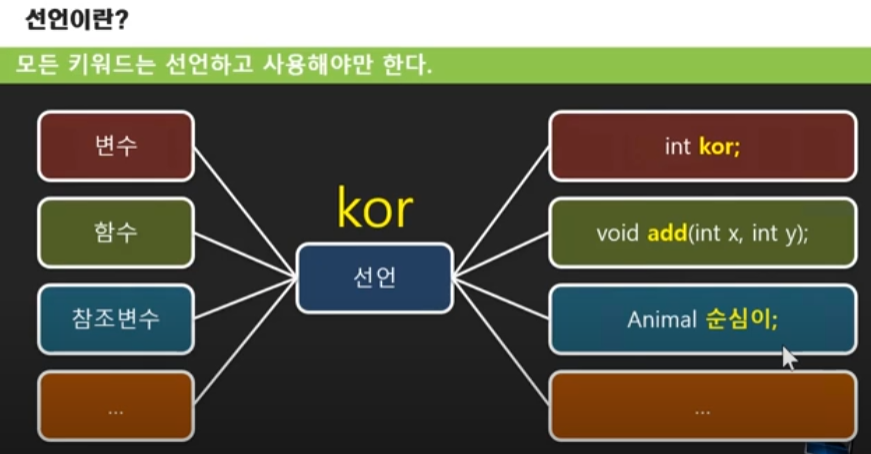 선언이란?
모든 키워드는 선언하고 사용해야만 한다.
변수
함수
참조변수
...
kor
선언
int kor;
void add(int x, int y);
Animal 순심이;
...